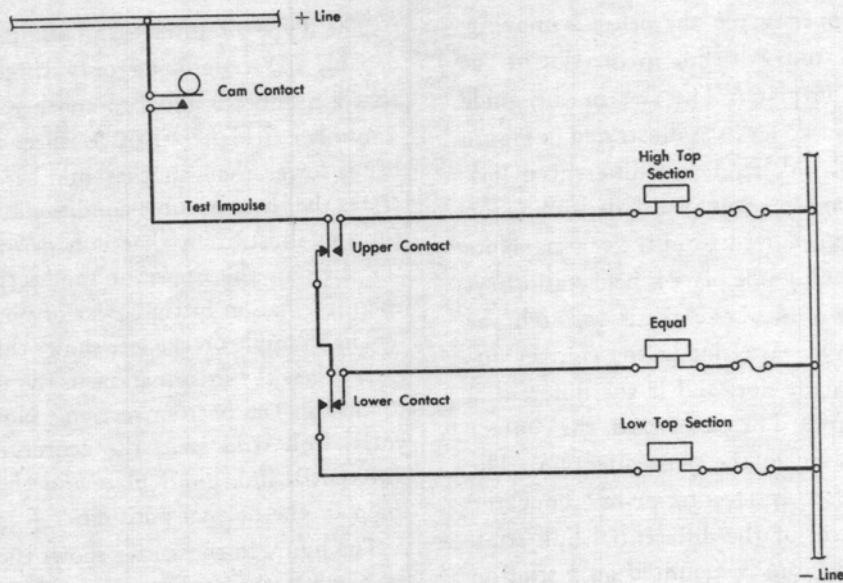 + Line
Cam Contact
High Top
Section
Test Impulse
Upper Contact
Equal
Lower Contact
Low Top Section
— Line